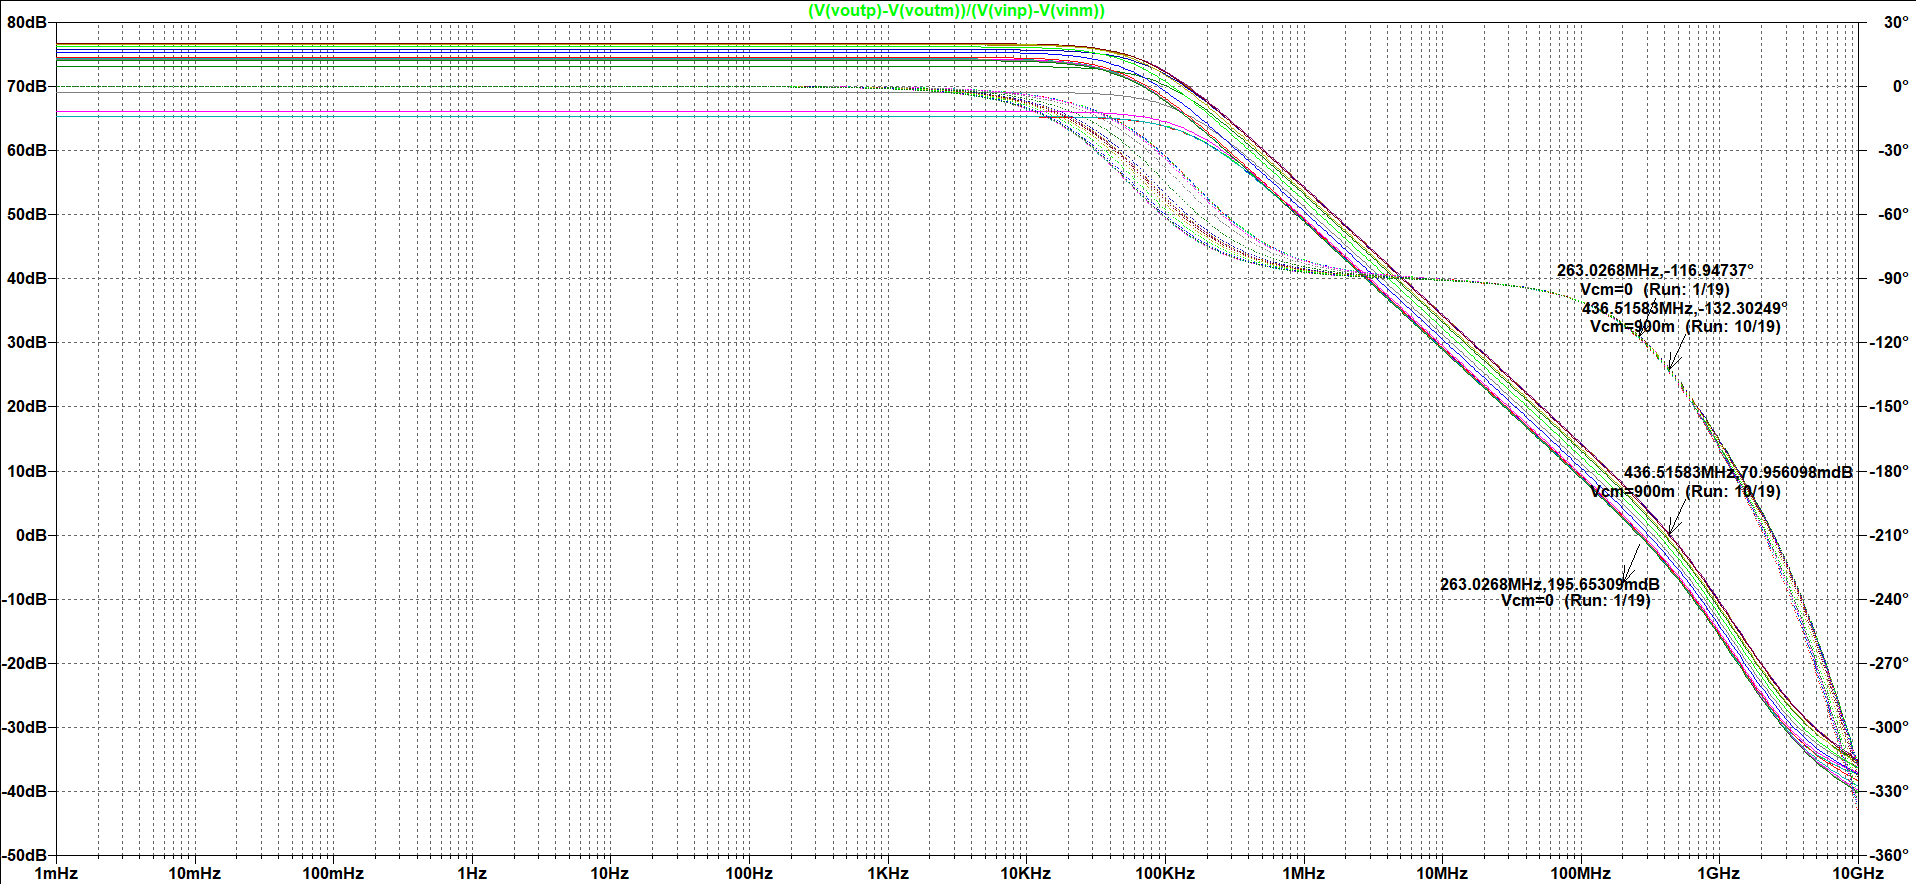 (V(voutp)-V(voutm))/(V(vinp)-V(vinm))
80dB
70dB
60dB
50dB
40dB
30dB
20dB
10dB
0dB
-10dB
-20dB
-30dB
-40dB
-50dB
30°
0°
-30°
-60°
-90°
-120°
-150°
-180°
-210°
-240°
-270°
-300°
-330°
-360°
263.0268MHz,-116.94737°
Vcm=0 (Run: 1/19)
436.51583MHz,-132.30249°
Vcm=900m (Run: 10/19)
436.51583MHz,70.956098mdB
Vcm=900m (Run: 10/19)
263.0268MHz,195.65309mdB
Vcm=0 (Run: 1/19)
1mHz 10mHz 100mHz 1Hz 10Hz 100Hz 1KHz 10KHz 100KHz 1MHz 10MHz 100MHz 1GHz 10GHz